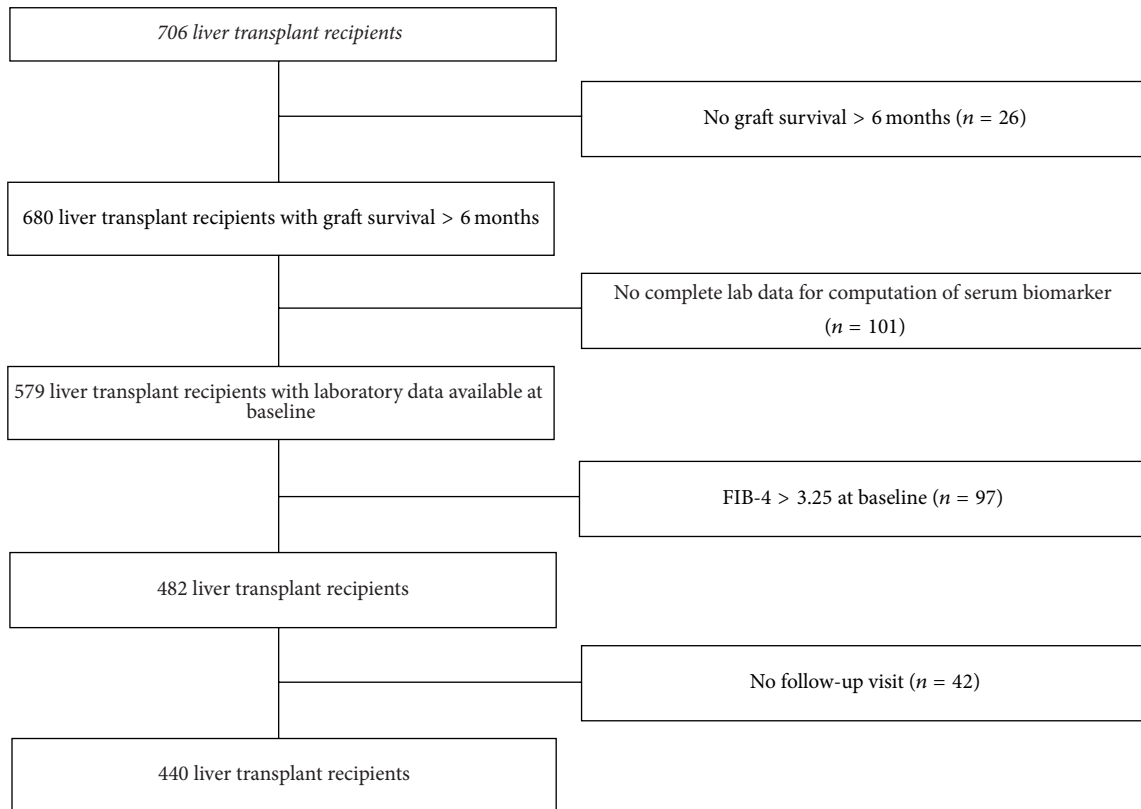 706 liver transplant recipients
No graft survival > 6 months (n = 26)
680 liver transplant recipients with graft survival > 6 months
No complete lab data for computation of serum biomarker
(n = 101)
579 liver transplant recipients with laboratory data available at
baseline
FIB-4 > 3.25 at baseline (n = 97)
482 liver transplant recipients
No follow-up visit (n = 42)
440 liver transplant recipients